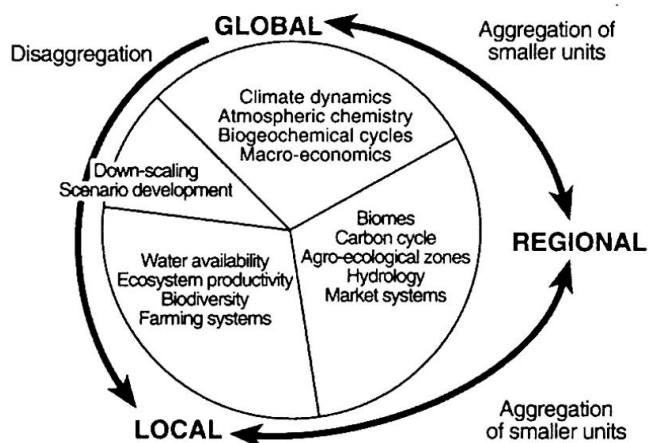 GLOBAL
Aggregation of
smaller units
Disaggregation
Climate dynamics
Atmospheric chemistry
Biogeochemical cycles
Macro-economics
Down-scaling
Scenario development
Biomes
Carbon cycle
Agro-ecological zones
Hydrology
Market systems
REGIONAL
Water availability
Ecosystem productivity
Biodiversity
Farming systems
LOCAL
Aggregation
of smaller units